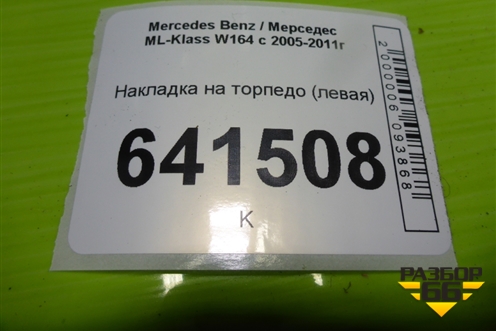 Mercedes Benz / Мерседес
ML-Klass W164 с 2005-2011г
Накладка на торпедо (левая)
641508
К
2000006093868
РАЗБОР
66